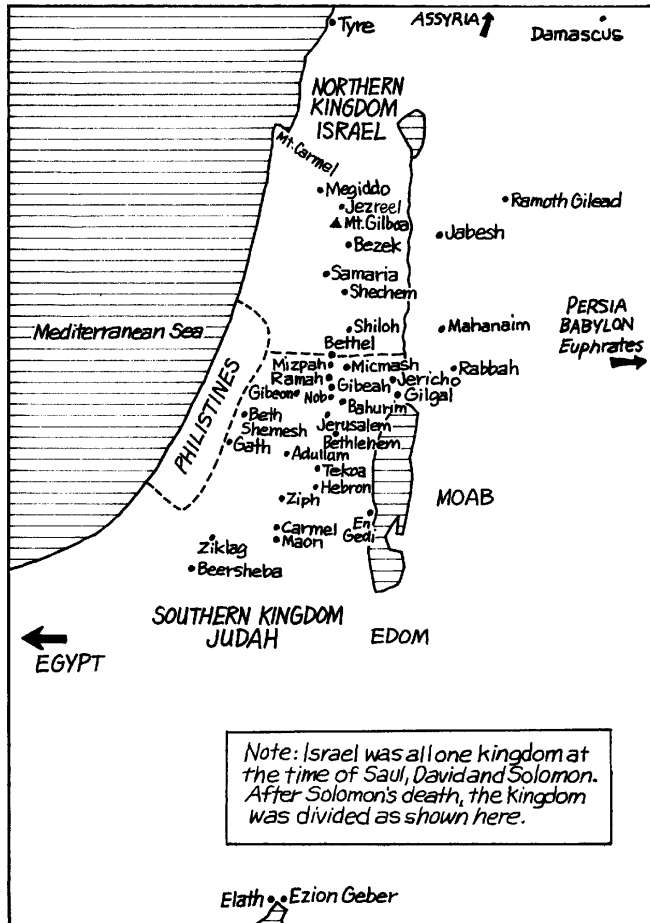 ASSYRIA
Tyre
Damascus
NORTHERN
KINGDOM
ISRAEL
Mt. Carmel
Megiddo
Ramoth Gilead
Jezreel
Mt. Gilboa
Jabesh
Bezek
Samaria
Shechem
PERSIA
BABYLON
Euphrates
Mediterranean Sea
Shiloh
Mahanaim
Bethel
Mizpah
Micmash
Rabbah
Ramah
Jericho
Gibeah
Gibeon
Nob
Gilgal
Bahurim
PHILISTINES
Beth
Shemesh
Jerusalem
Bethlehem
Gath
Adullam
Tekoa
Hebron
Ziph
MOAB
En
Gedi
Carmel
Maon
Ziklag
Beersheba
SOUTHERN KINGDOM
JUDAH
EDOM
EGYPT
Note: Israel was all one kingdom at
the time of Saul, David and Solomon.
After Solomon's death, the kingdom
was divided as shown here.
Elath
Ezion Geber